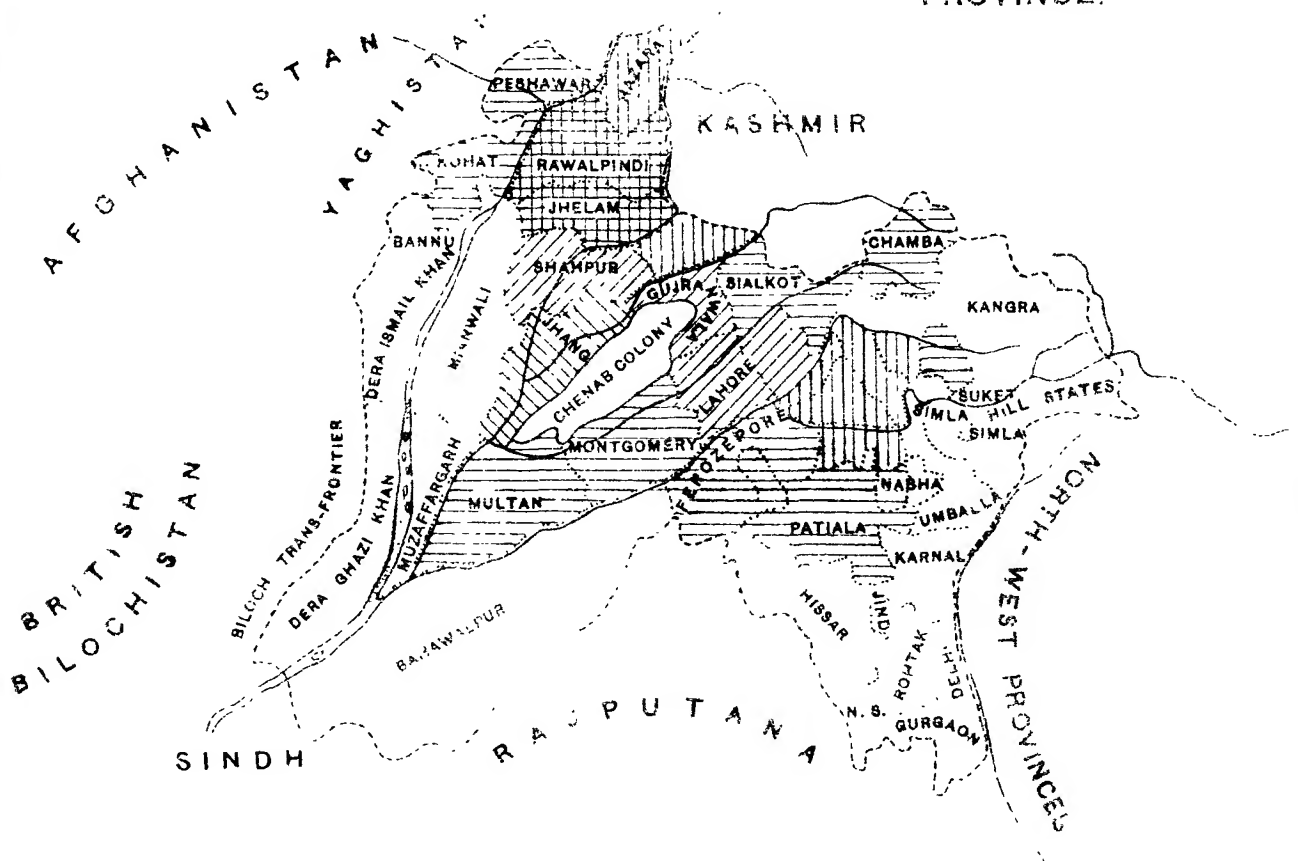 PROVINCE.
AFGHANISTAN
PESHAWAR
HAZARA
KASHMIR
KOHAT
RAWALPINDI
JHELAM
BANNU
SHAHPUR
CHAMBA
GUJRANWALA
SIALKOT
KANGRA
DERA ISMAIL KHAN
MIANWALI
JHANG
CHENAB COLONY
LAHORE
SUKET
SIMLA HILL STATES
SIMLA
MONTGOMERY
FEROZEPORE
MULTAN
NABHA
UMBALLA
PATIALA
KARNAL
BRITISH
BILOCHISTAN
BILOCH TRANS-FRONTIER
DERA GHAZI KHAN
MUZAFFARGARH
BAHAWALPUR
HISSAR
JIND
ROHTAK
DELHI
N. S.
GURGAON
NORTH-WEST PROVINCES
SINDH
RAJPUTANA